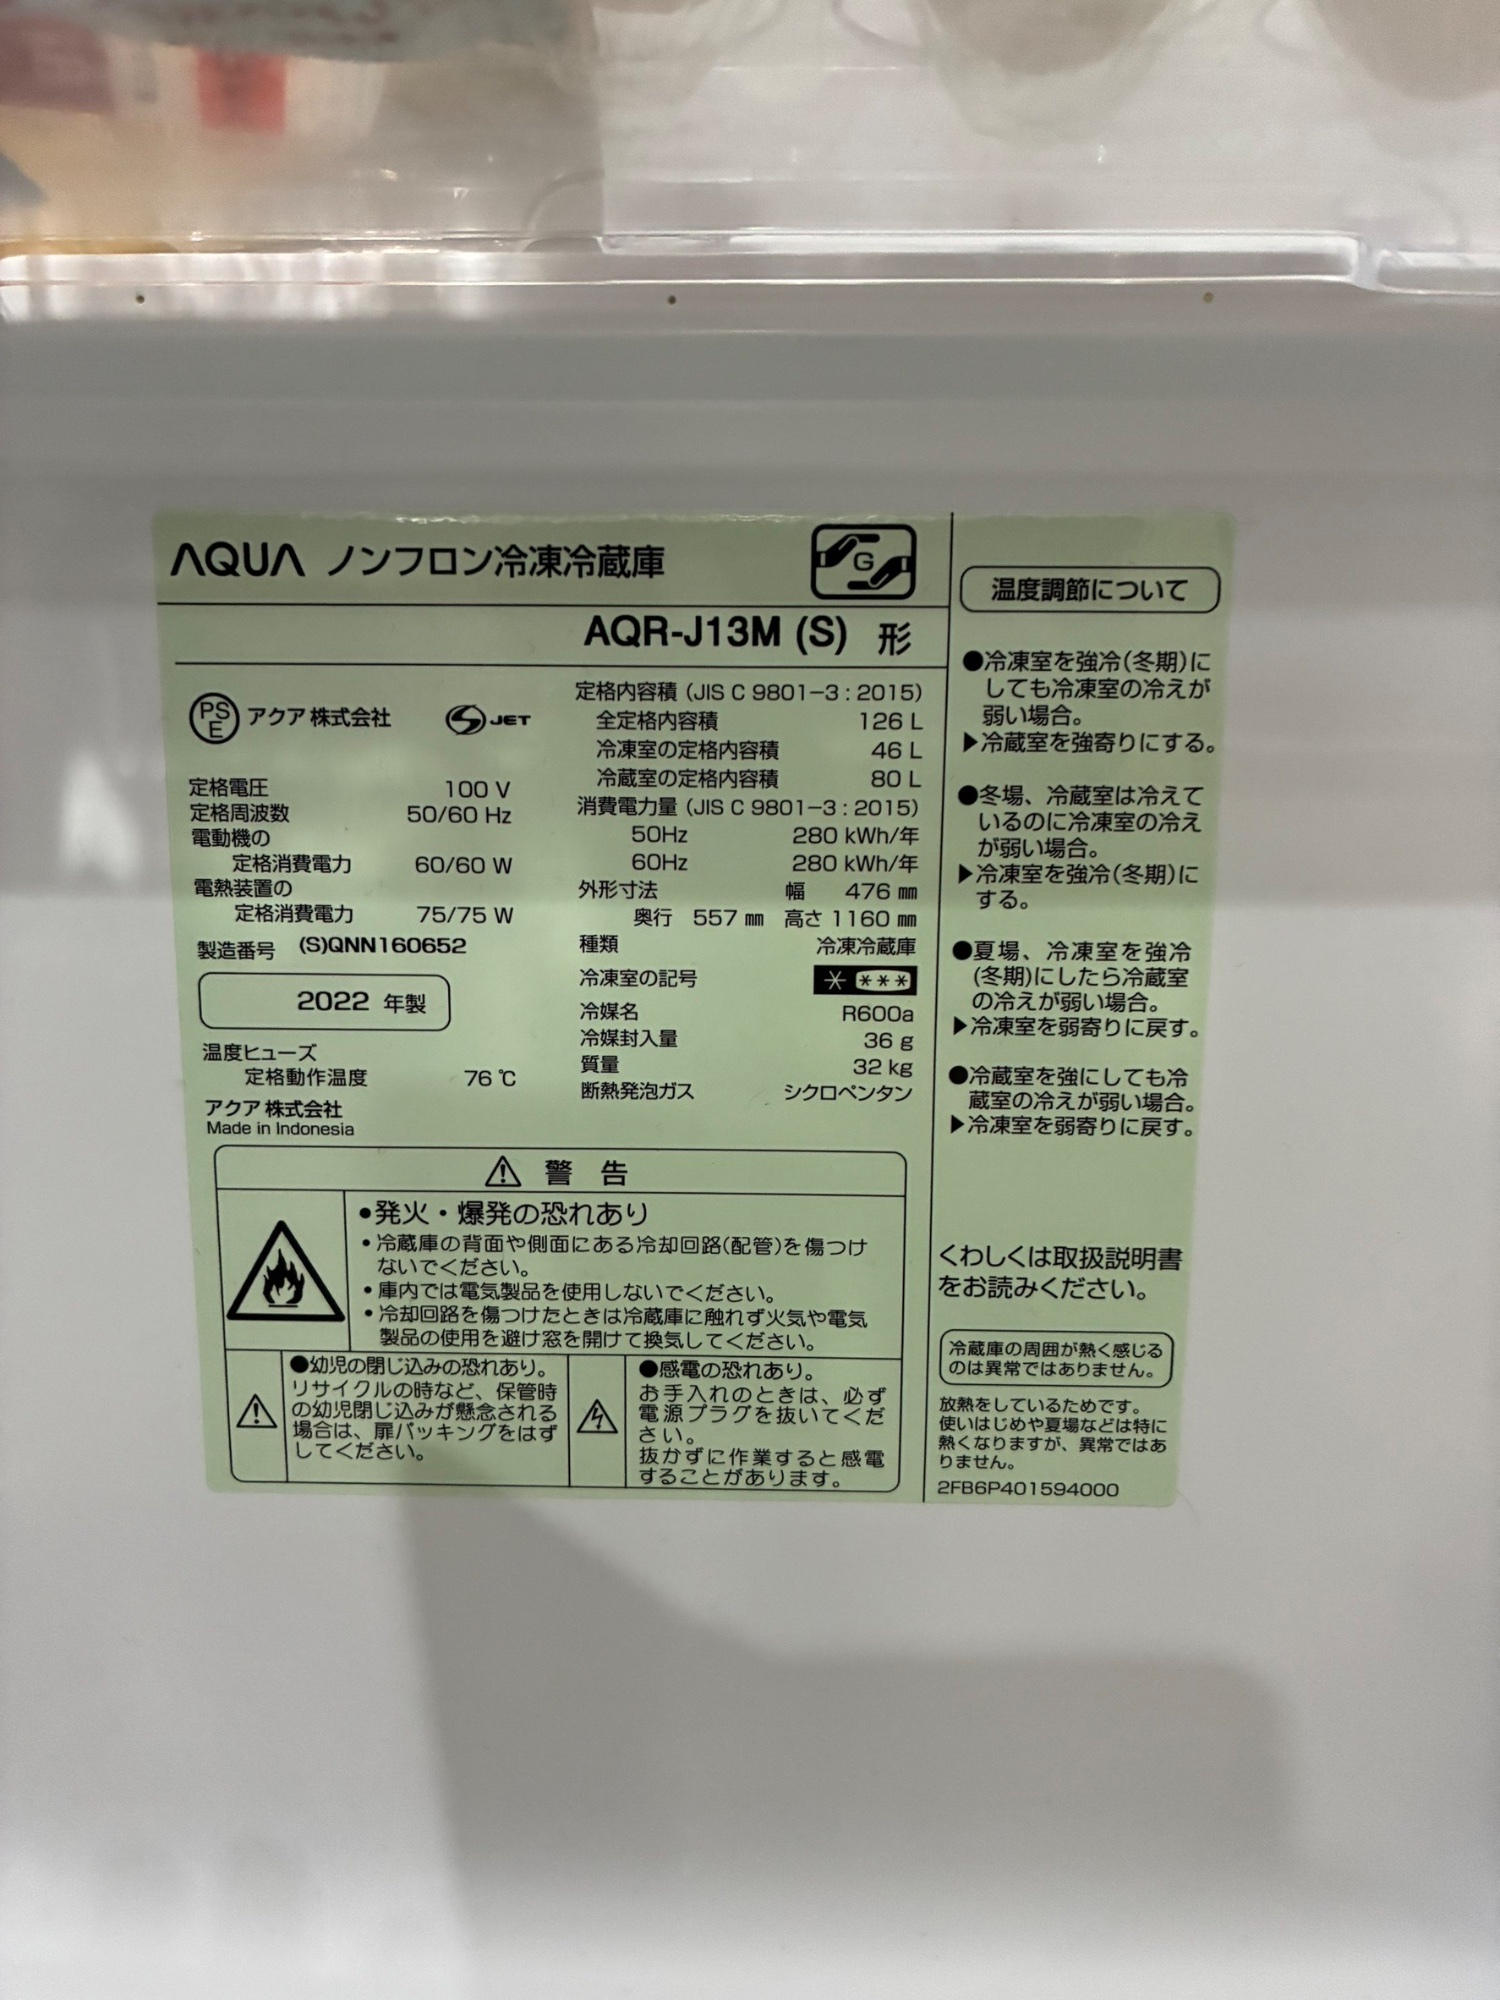 AQUA ノンフロン冷凍冷蔵庫
G
AQR-J13M (S) 形
PS
E
アクア 株式会社
S JET
定格電圧 100 V
定格周波数 50/60 Hz
電動機の
定格消費電力 60/60 W
電熱装置の
定格消費電力 75/75 W
製造番号 (S)QNN160652
2022 年製
温度ヒューズ
定格動作温度 76 ℃
アクア 株式会社
Made in Indonesia
定格内容積 (JIS C 9801−3 : 2015)
全定格内容積 126 L
冷凍室の定格内容積 46 L
冷蔵室の定格内容積 80 L
消費電力量 (JIS C 9801−3 : 2015)
50Hz 280 kWh/年
60Hz 280 kWh/年
外形寸法 幅 476 ㎜
奥行 557 ㎜ 高さ 1160 ㎜
種類 冷凍冷蔵庫
冷凍室の記号 * ***
冷媒名 R600a
冷媒封入量 36 g
質量 32 kg
断熱発泡ガス シクロペンタン
⚠ 警 告
•発火・爆発の恐れあり
•冷蔵庫の背面や側面にある冷却回路(配管)を傷つけ
ないでください。
•庫内では電気製品を使用しないでください。
•冷却回路を傷つけたときは冷蔵庫に触れず火気や電気
製品の使用を避け窓を開けて換気してください。
●幼児の閉じ込みの恐れあり。
リサイクルの時など、保管時
の幼児閉じ込みが懸念される
場合は、扉パッキングをはず
してください。
●感電の恐れあり。
お手入れのときは、必ず
電源プラグを抜いてくだ
さい。
抜かずに作業すると感電
することがあります。
温度調節について
●冷凍室を強冷(冬期)に
しても冷凍室の冷えが
弱い場合。
▶冷蔵室を強寄りにする。
●冬場、冷蔵室は冷えて
いるのに冷凍室の冷え
が弱い場合。
▶冷凍室を強冷(冬期)に
する。
●夏場、冷凍室を強冷
(冬期)にしたら冷蔵室
の冷えが弱い場合。
▶冷凍室を弱寄りに戻す。
●冷蔵室を強にしても冷
蔵室の冷えが弱い場合。
▶冷凍室を弱寄りに戻す。
くわしくは取扱説明書
をお読みください。
冷蔵庫の周囲が熱く感じる
のは異常ではありません。
放熱をしているためです。
使いはじめや夏場などは特に
熱くなりますが、異常ではあ
りません。
2FB6P401594000